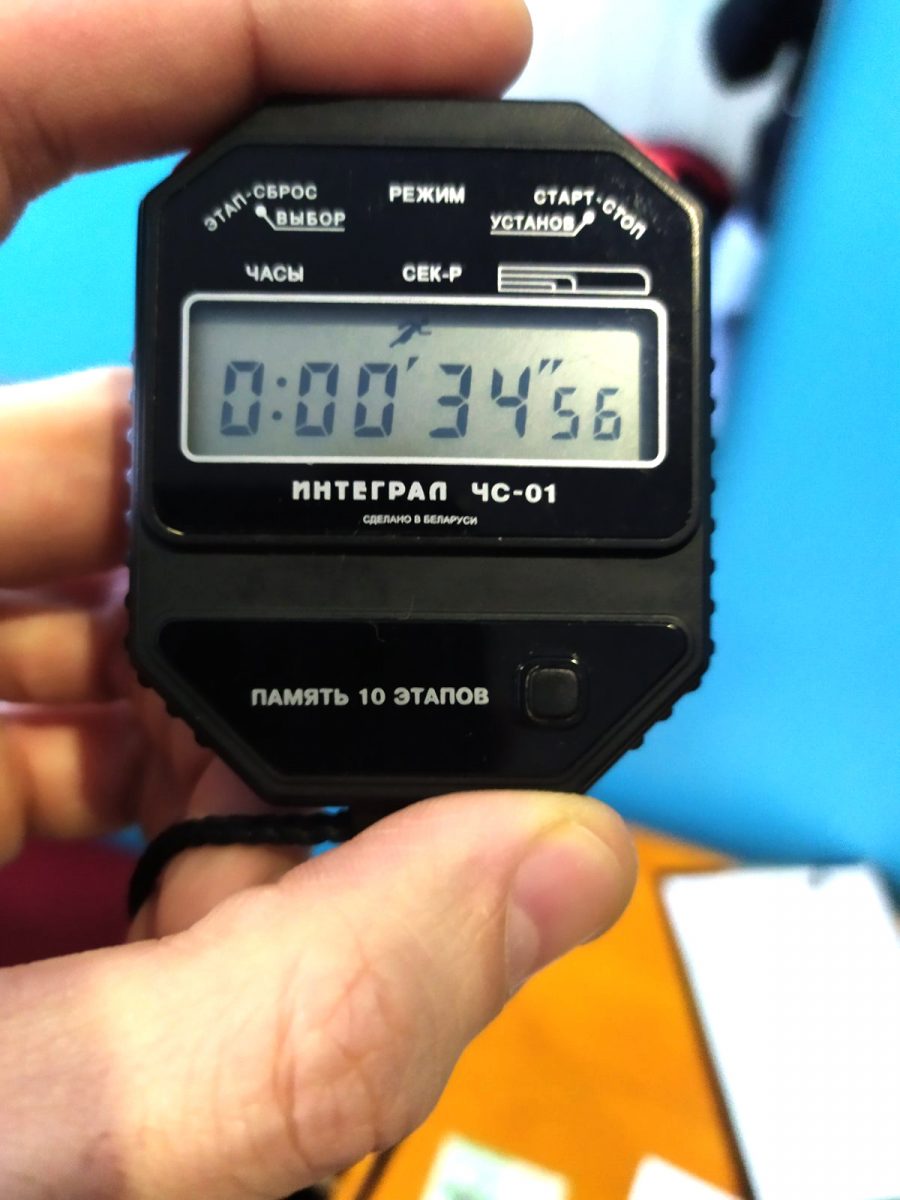 ЭТАП-СБРОС
ВЫБОР
РЕЖИМ
СТАРТ-СТОП
УСТАНОВ
ЧАСЫ
СЕК-Р
0:00'34"56
ИНТЕГРАЛ ЧС-01
СДЕЛАНО В БЕЛАРУСИ
ПАМЯТЬ 10 ЭТАПОВ